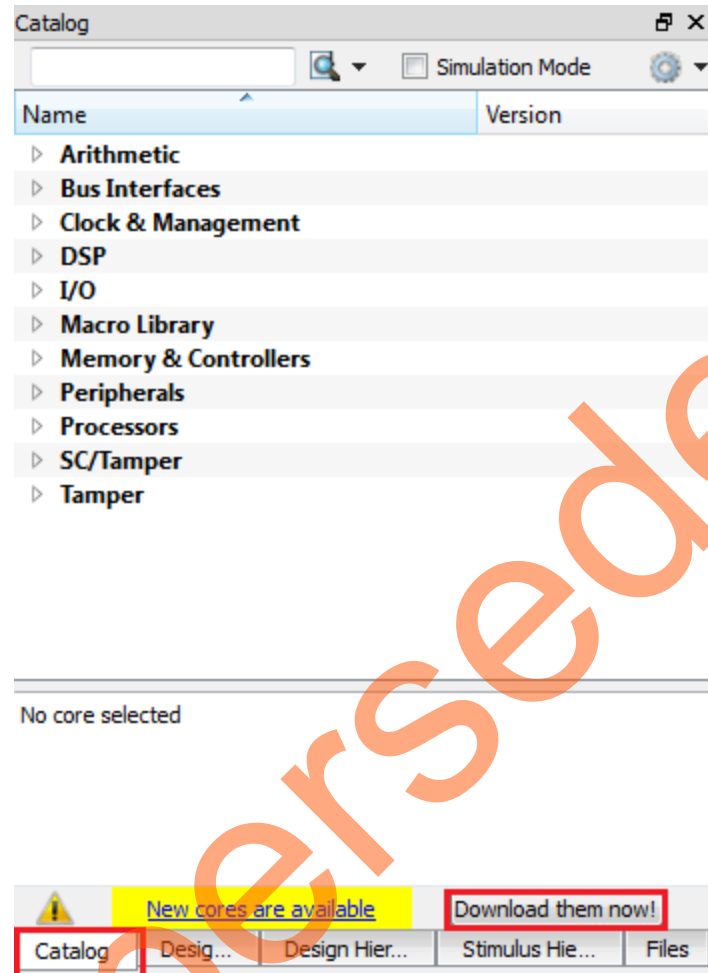 Catalog
Simulation Mode
Name Version
Arithmetic
Bus Interfaces
Clock & Management
DSP
I/O
Macro Library
Memory & Controllers
Peripherals
Processors
SC/Tamper
Tamper
No core selected
New cores are available Download them now!
Catalog Desig... Design Hier... Stimulus Hie... Files